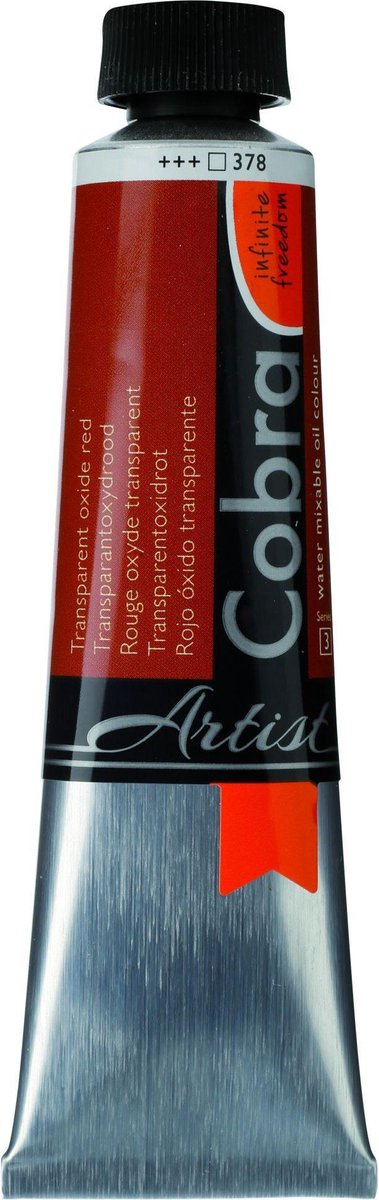 +++ □ 378
infinite
freedom
Cobra
water mixable oil colour
Series 3
Transparent oxide red
Transparantoxydrood
Rouge oxyde transparent
Transparentoxidrot
Rojo óxido transparente
Artist